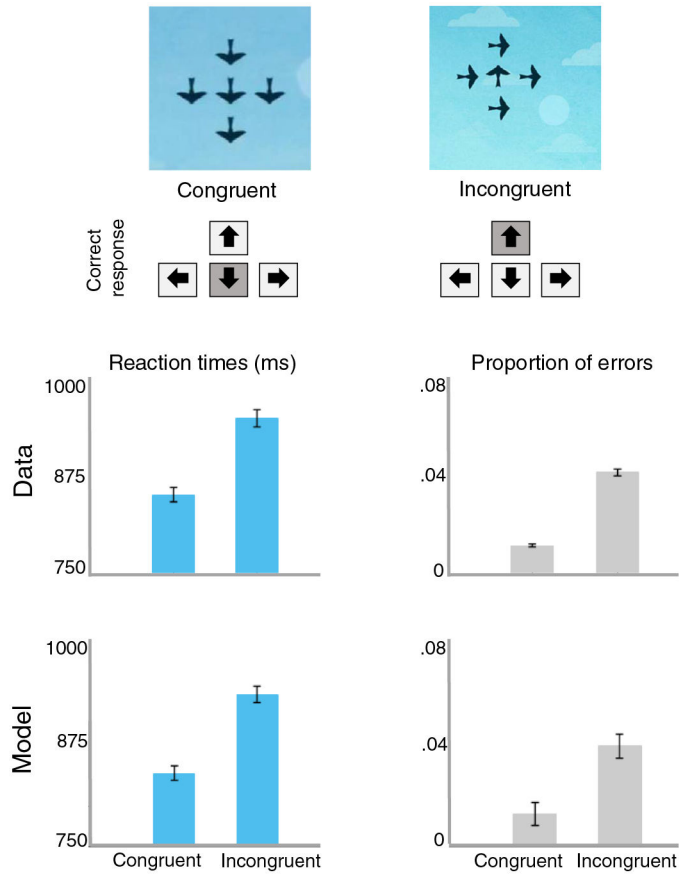 Congruent
Incongruent
Correct
response
Reaction times (ms)
Proportion of errors
Data
1000
875
750
.08
.04
0
Model
1000
875
750
.08
.04
0
Congruent
Incongruent
Congruent
Incongruent